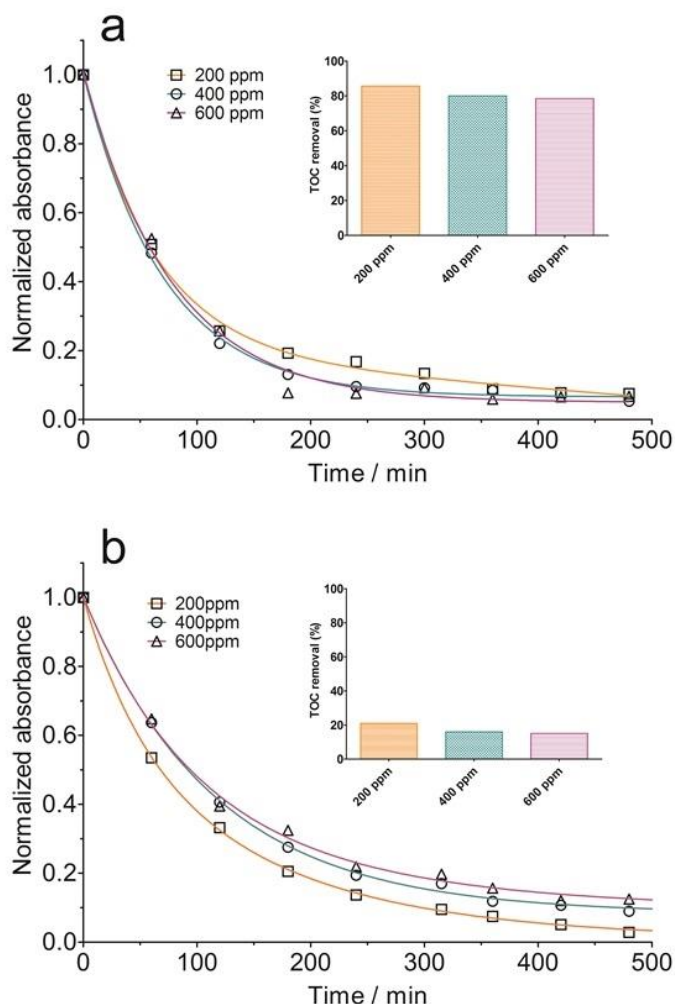 a
Normalized absorbance
1.0
0.8
0.6
0.4
0.2
0.0
200 ppm
400 ppm
600 ppm
TOC removal (%)
100
80
60
40
20
0
200 ppm
400 ppm
600 ppm
0
100
200
300
400
500
Time / min
b
Normalized absorbance
1.0
0.8
0.6
0.4
0.2
0.0
200ppm
400ppm
600ppm
TOC removal (%)
100
80
60
40
20
0
200 ppm
400 ppm
600 ppm
0
100
200
300
400
500
Time / min